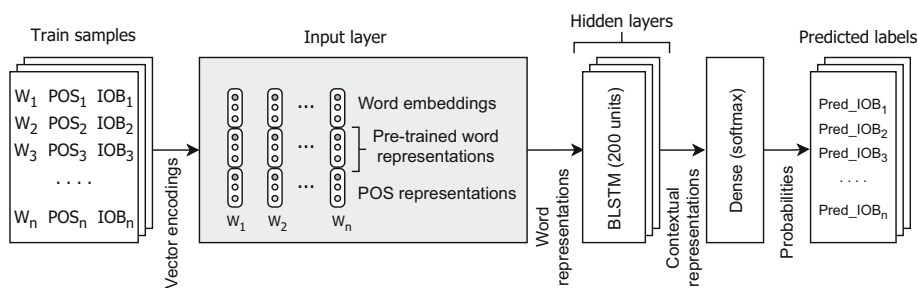 Train samples
W1 POS1 IOB1
W2 POS2 IOB2
W3 POS3 IOB3
. . . .
Wn POSn IOBn
Vector encodings
Input layer
Word embeddings
Pre-trained word
representations
POS representations
...
...
...
W1 W2 Wn
Word
representations
Hidden layers
BLSTM (200 units)
Contextual
representations
Dense (softmax)
Probabilities
Predicted labels
Pred_IOB1
Pred_IOB2
Pred_IOB3
. . . .
Pred_IOBn